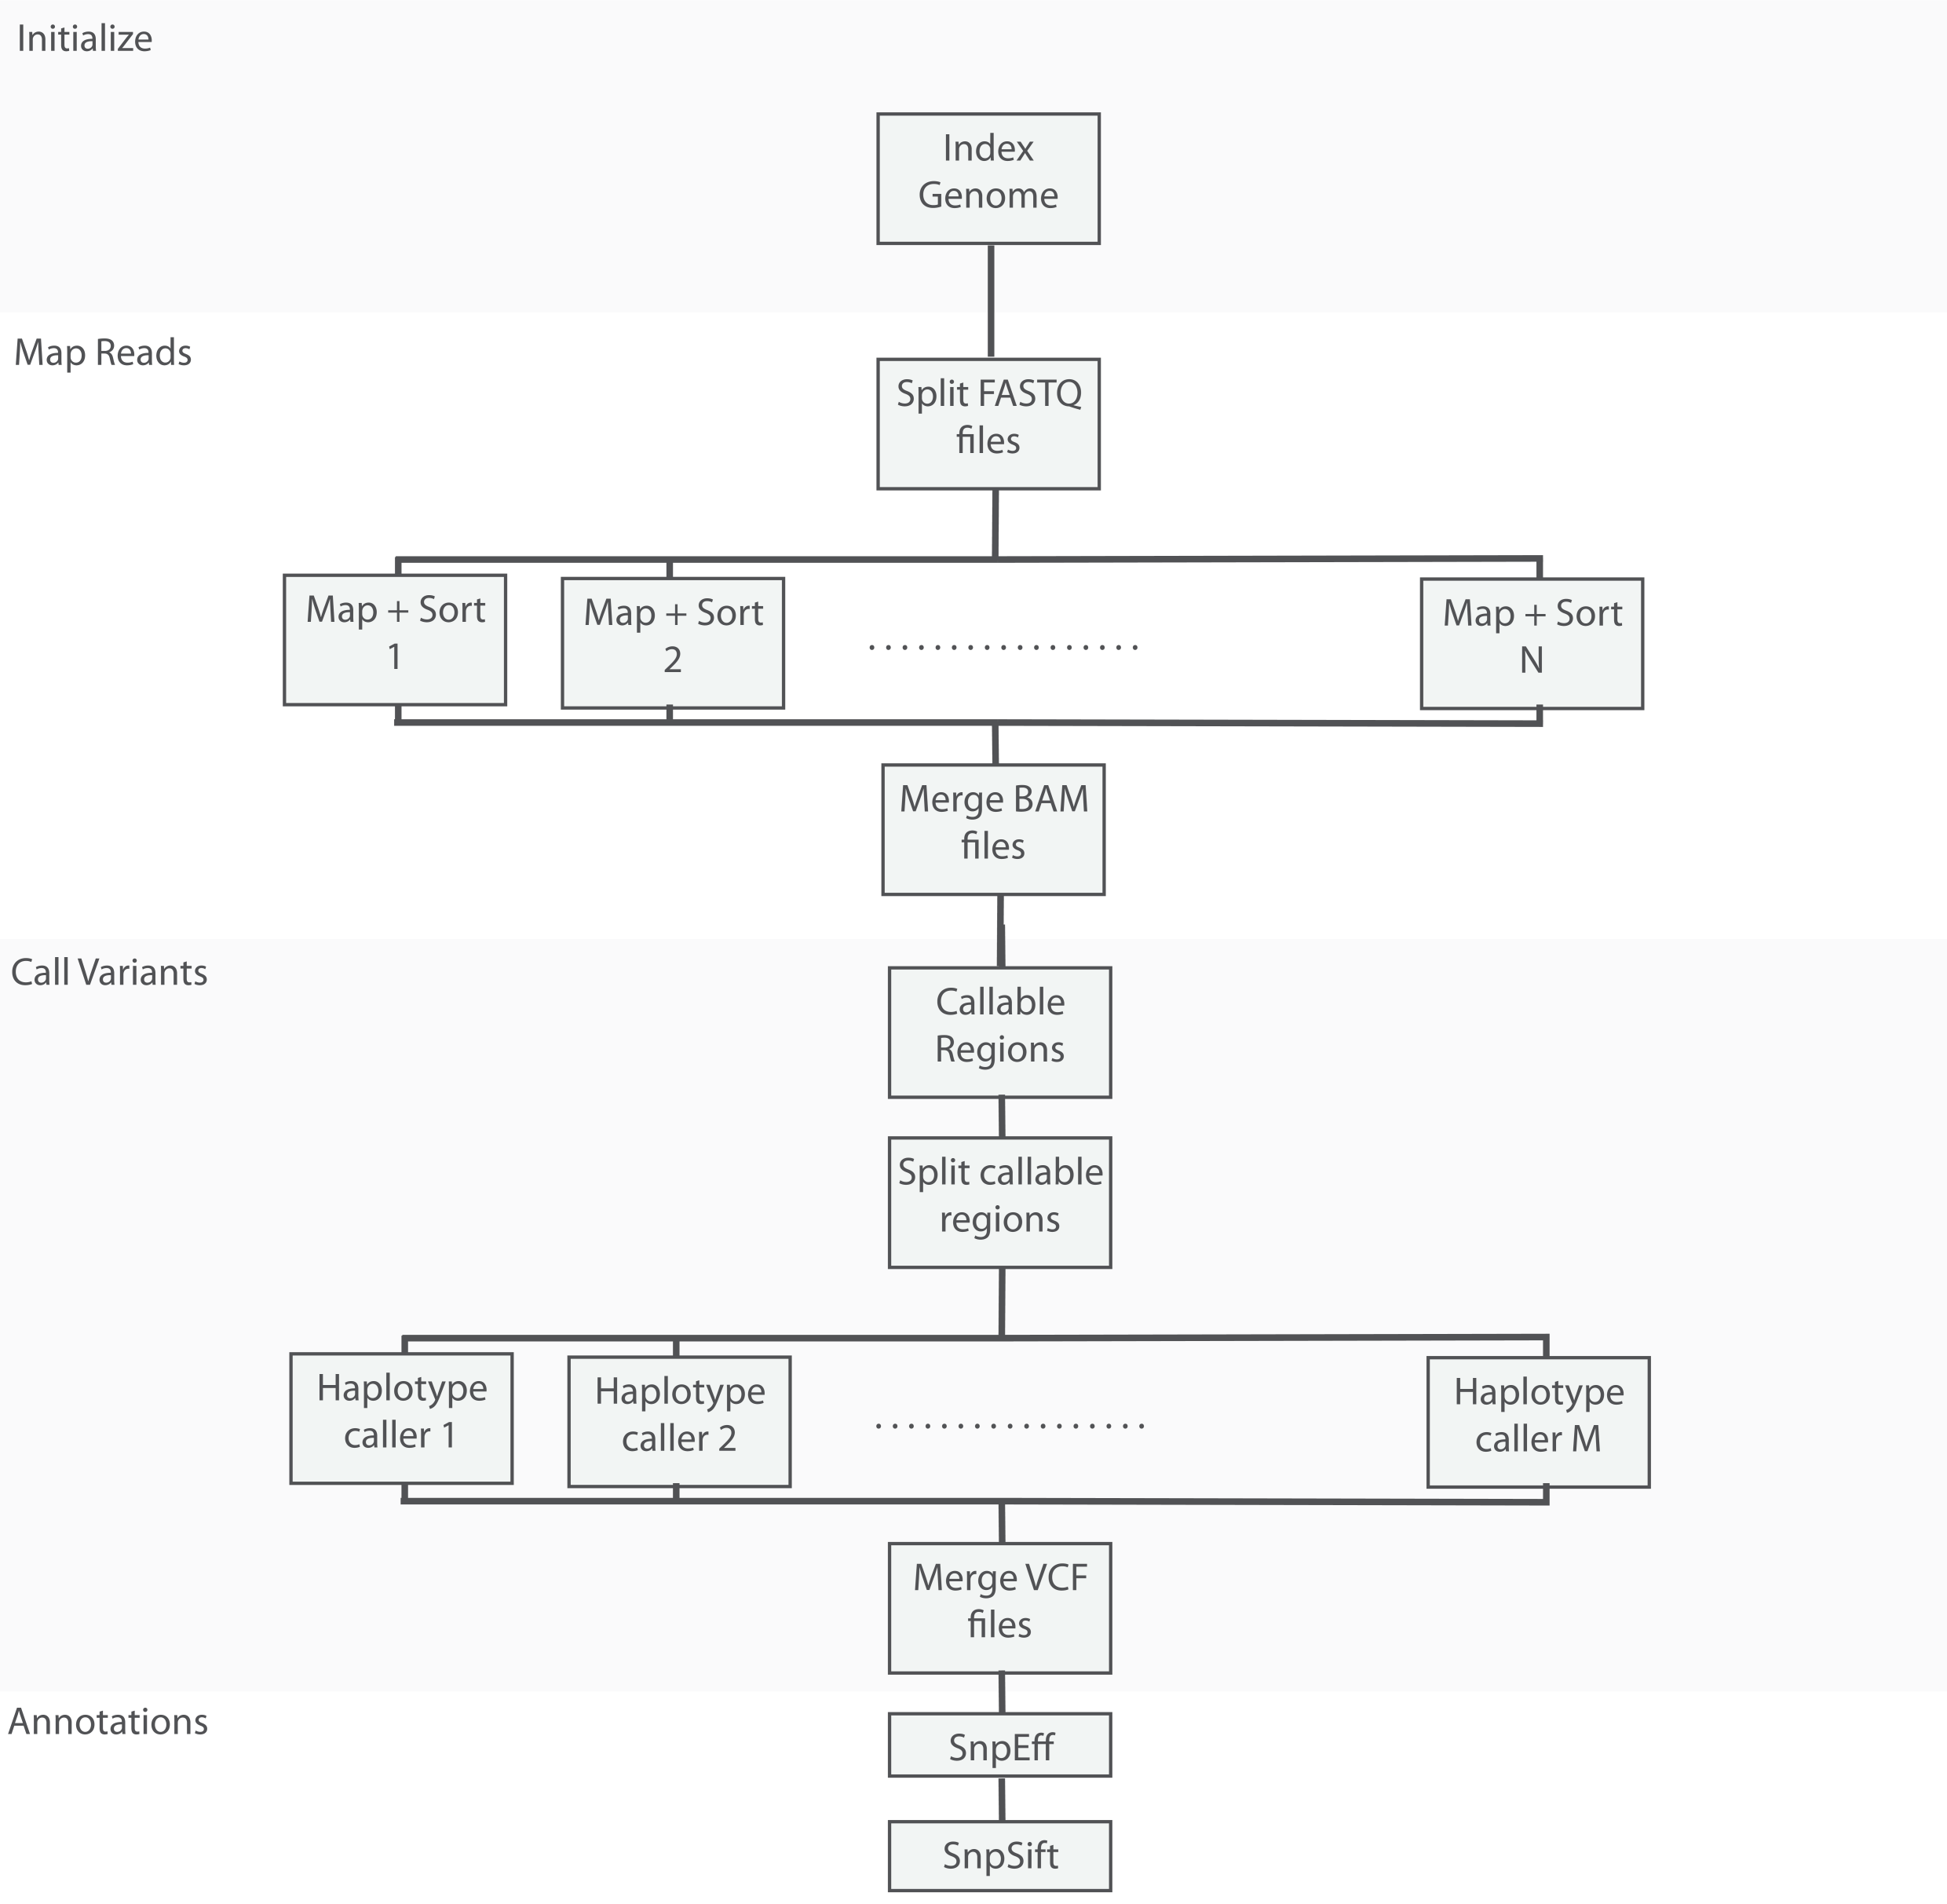 Initialize
Index
Genome
Map Reads
Split FASTQ
files
Map + Sort
1
Map + Sort
2
Map + Sort
N
Merge BAM
files
Call Variants
Callable
Regions
Split callable
regions
Haplotype
caller 1
Haplotype
caller 2
Haplotype
caller M
Merge VCF
files
Annotations
SnpEff
SnpSift